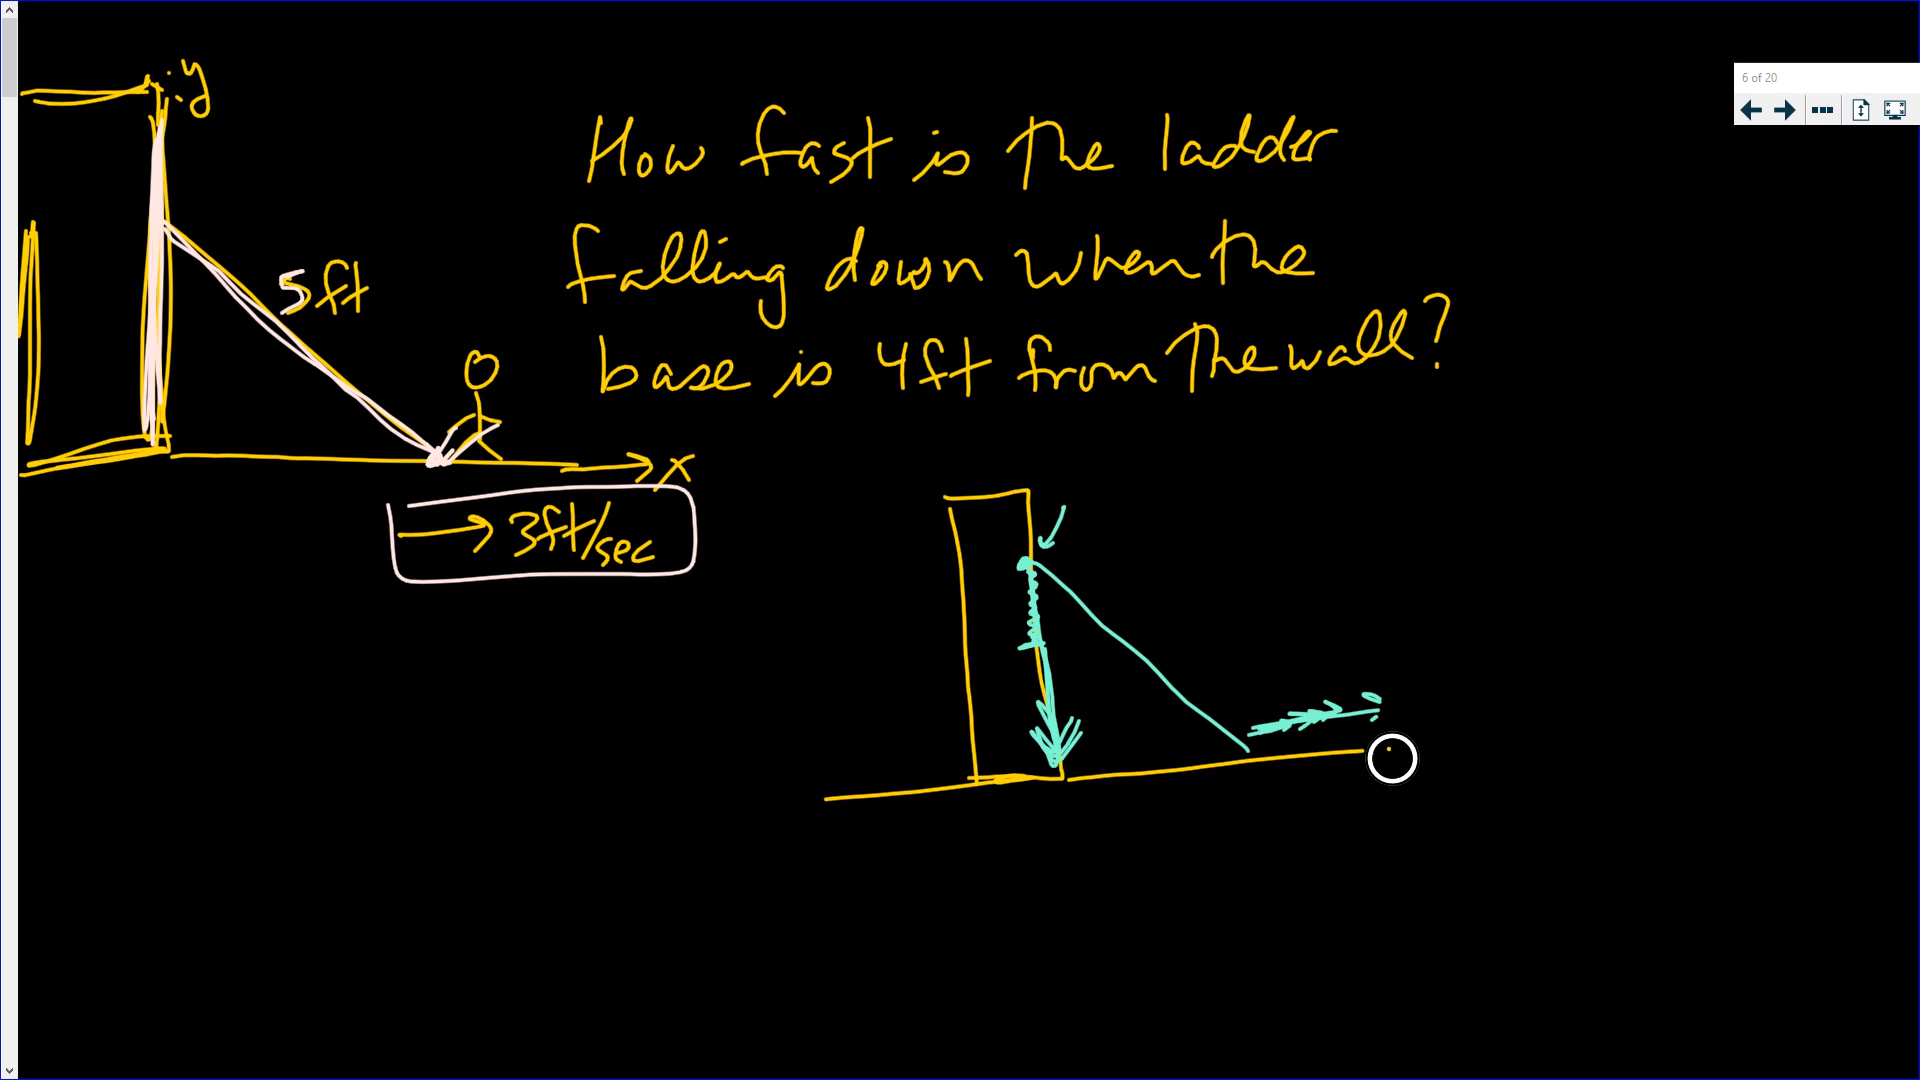 6 of 20
y
How fast is the ladder
falling down when the
base is 4ft from the wall?
5ft
x
→ 3ft/sec